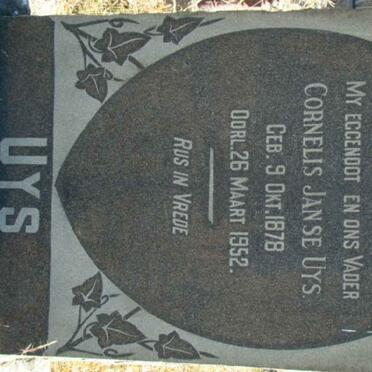 MY EGGENOOT EN ONS VADER
CORNELIS JANSE UYS.
GEB. 9 OKT. 1878
OORL. 26 MAART 1952.
RUS IN VREDE
UYS